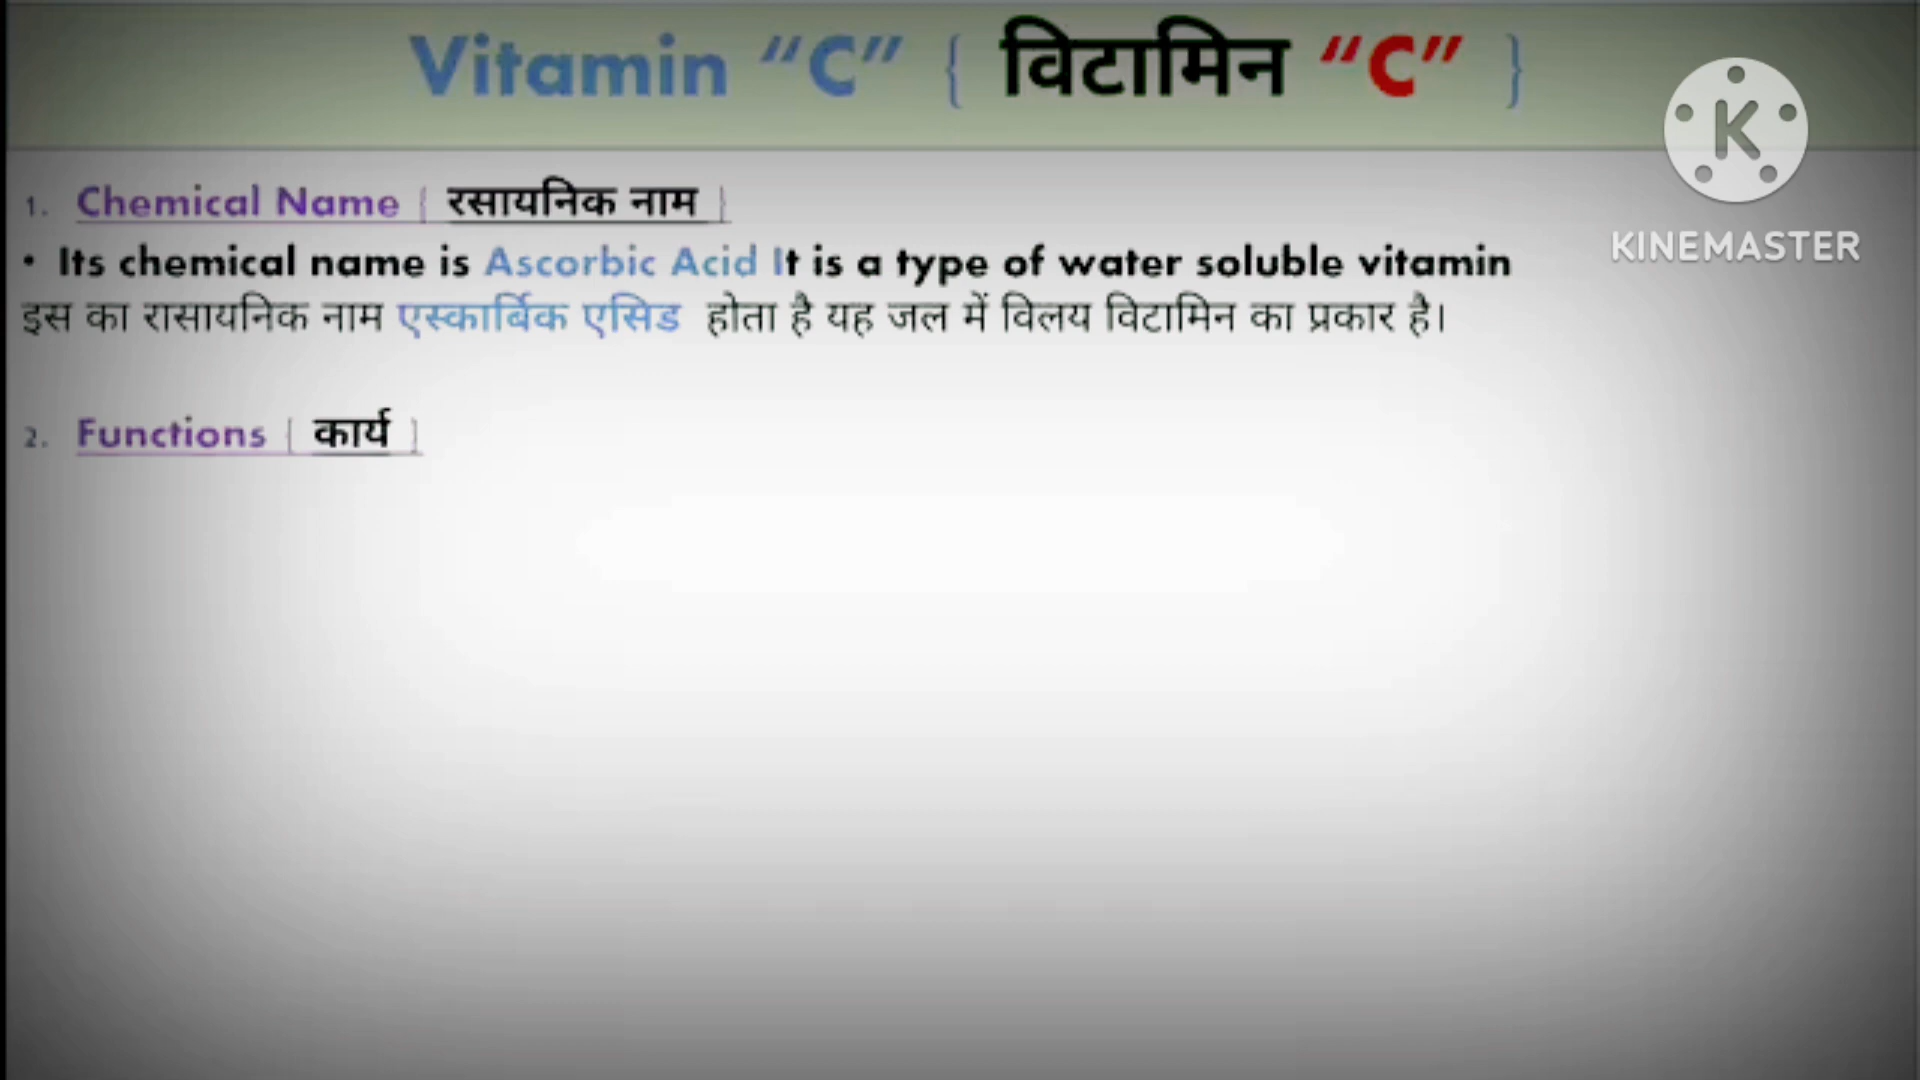 Vitamin “C” { विटामिन “C” }
K
KINEMASTER
1. Chemical Name { रसायनिक नाम }
• Its chemical name is Ascorbic Acid It is a type of water soluble vitamin
इस का रासायनिक नाम एस्कार्बिक एसिड होता है यह जल में विलय विटामिन का प्रकार है।
2. Functions { कार्य }